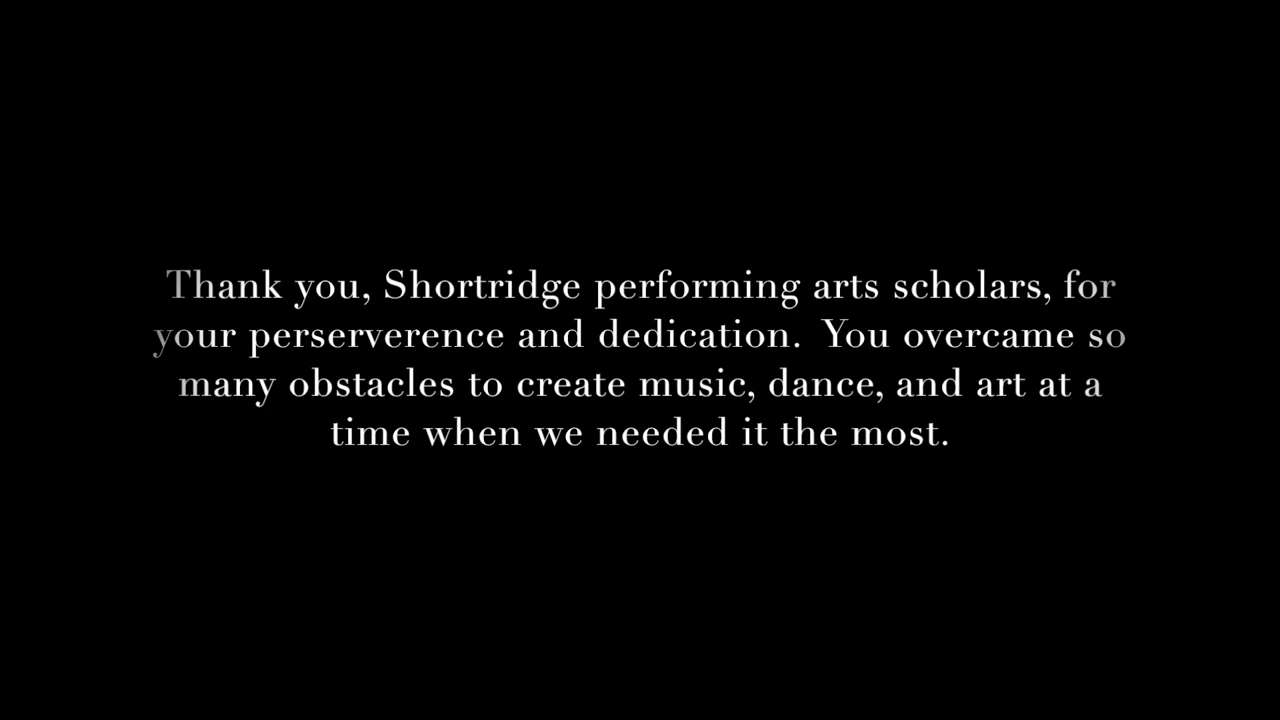 Thank you, Shortridge performing arts scholars, for
your perserverence and dedication.  You overcame so
many obstacles to create music, dance, and art at a
time when we needed it the most.